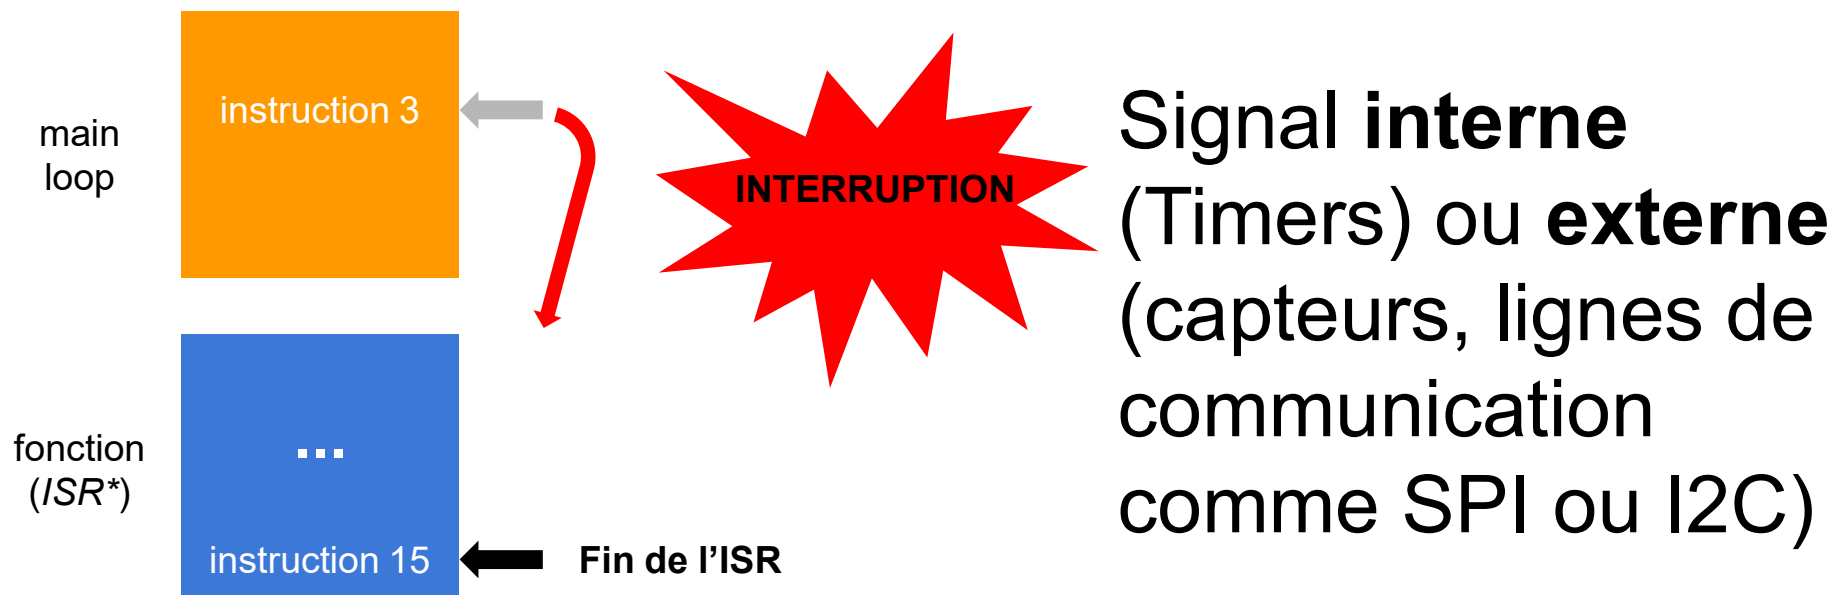 main
loop
instruction 3
INTERRUPTION
Signal interne
(Timers) ou externe
(capteurs, lignes de
communication
comme SPI ou I2C)
fonction
(ISR*)
...
instruction 15
Fin de l’ISR